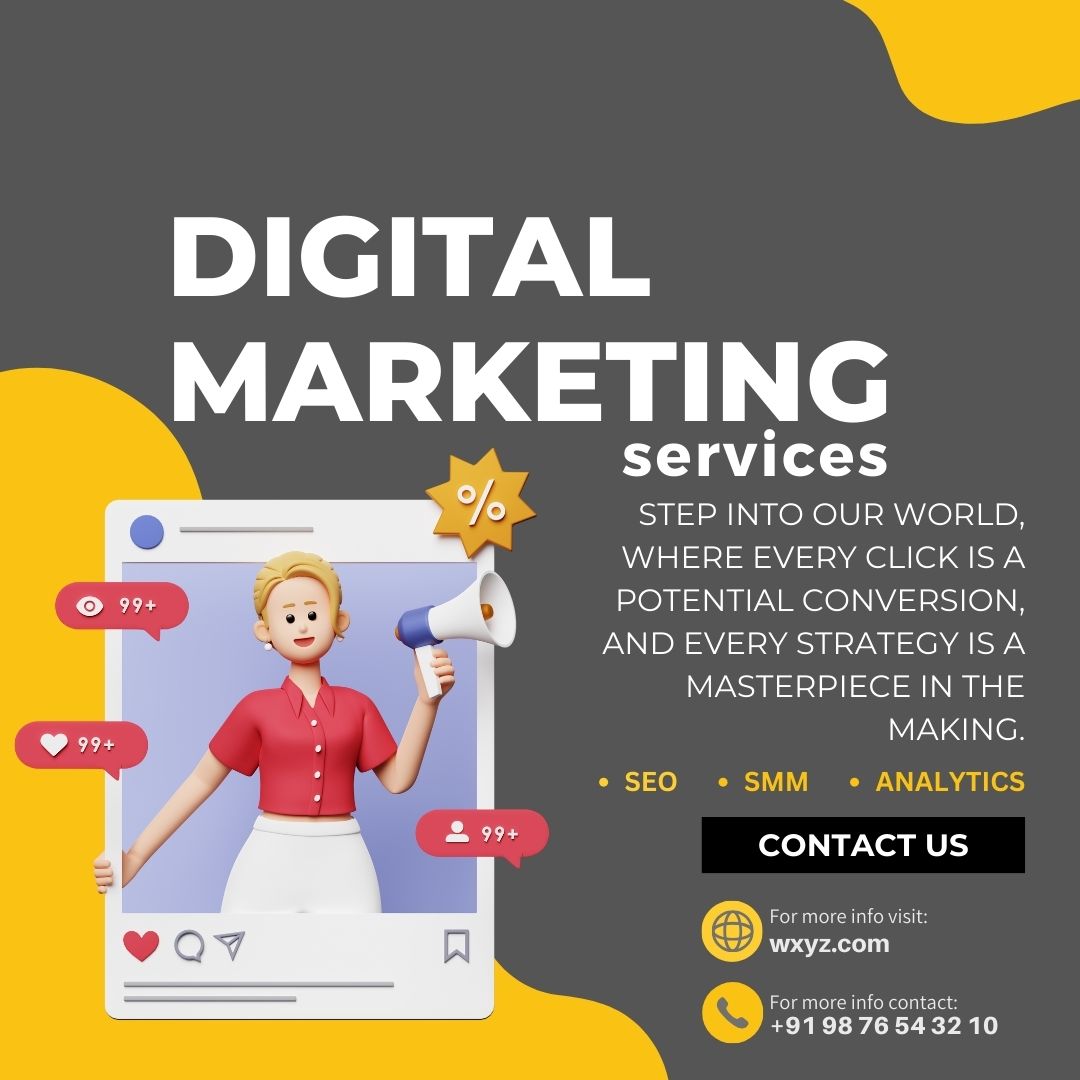 DIGITAL
MARKETING
services
STEP INTO OUR WORLD,
WHERE EVERY CLICK IS A
POTENTIAL CONVERSION,
AND EVERY STRATEGY IS A
MASTERPIECE IN THE
MAKING.
• SEO • SMM • ANALYTICS
CONTACT US
For more info visit:
wxyz.com
For more info contact:
+91 98 76 54 32 10
%
99+
99+
99+